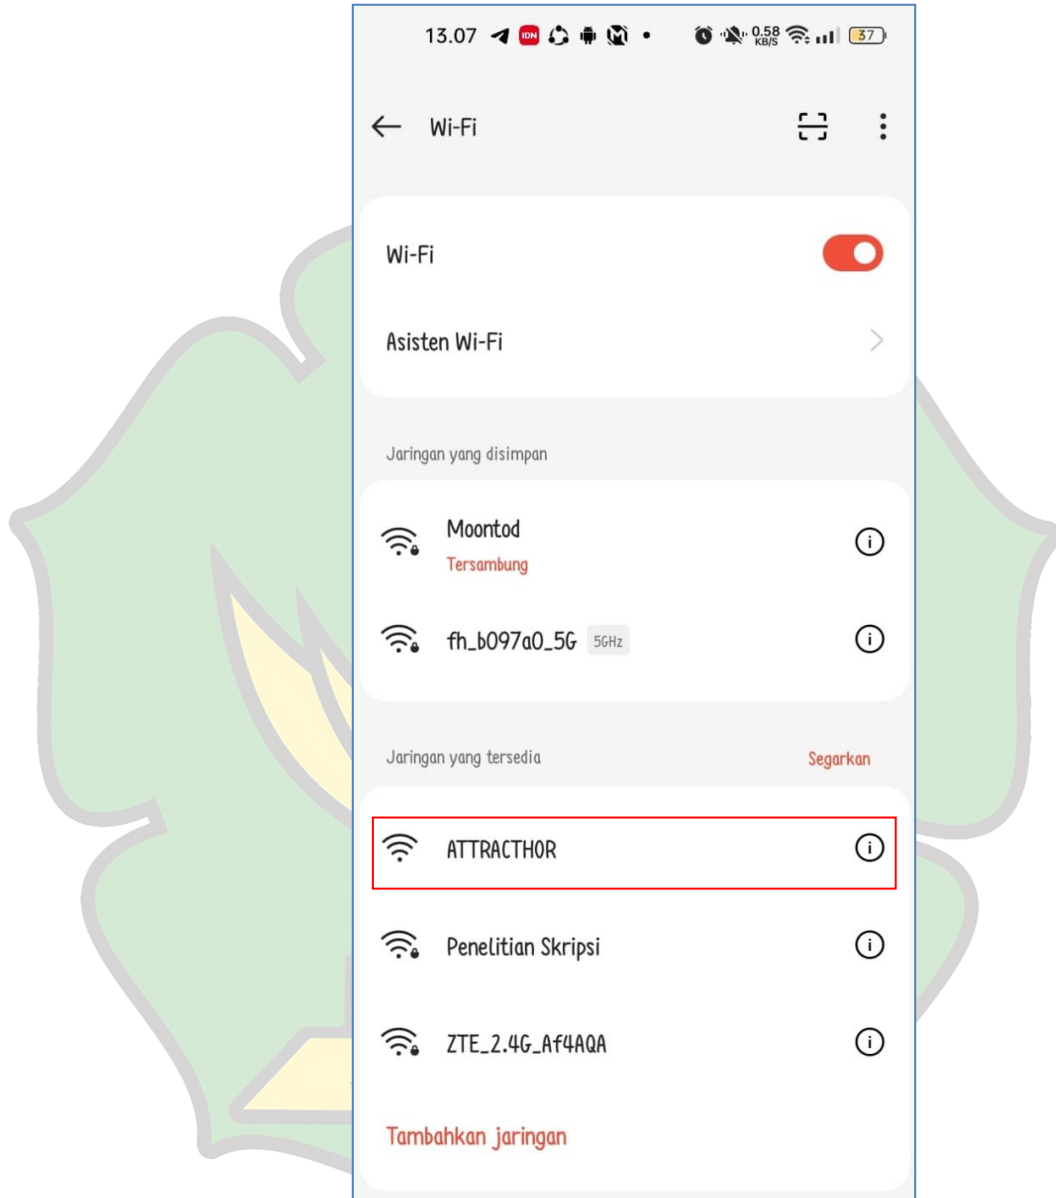 13.07 IDN 0.58 KB/S 37
Wi-Fi
Wi-Fi
Asisten Wi-Fi
Jaringan yang disimpan
Moontod
Tersambung
fh_b097a0_5G 5GHz
Jaringan yang tersedia Segarkan
ATTRACTHOR
Penelitian Skripsi
ZTE_2.4G_Af4AQA
Tambahkan jaringan